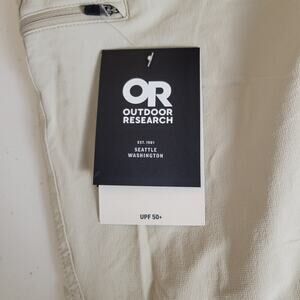 OR
OUTDOOR
RESEARCH
EST. 1981
SEATTLE
WASHINGTON
UPF 50+